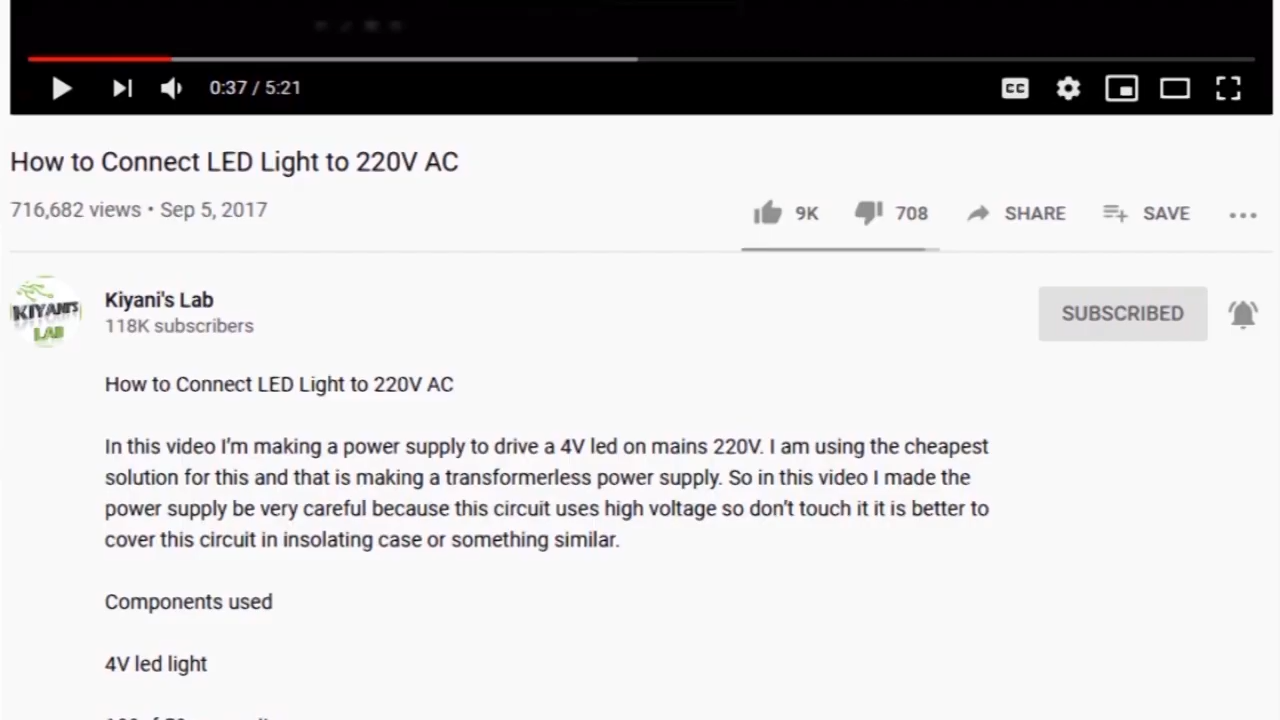 0:37 / 5:21
CC
How to Connect LED Light to 220V AC
716,682 views • Sep 5, 2017
9K
708
SHARE
SAVE
KIYANI'S
LAB
Kiyani's Lab
118K subscribers
SUBSCRIBED
How to Connect LED Light to 220V AC
In this video I'm making a power supply to drive a 4V led on mains 220V. I am using the cheapest
solution for this and that is making a transformerless power supply. So in this video I made the
power supply be very careful because this circuit uses high voltage so don't touch it it is better to
cover this circuit in insolating case or something similar.
Components used
4V led light